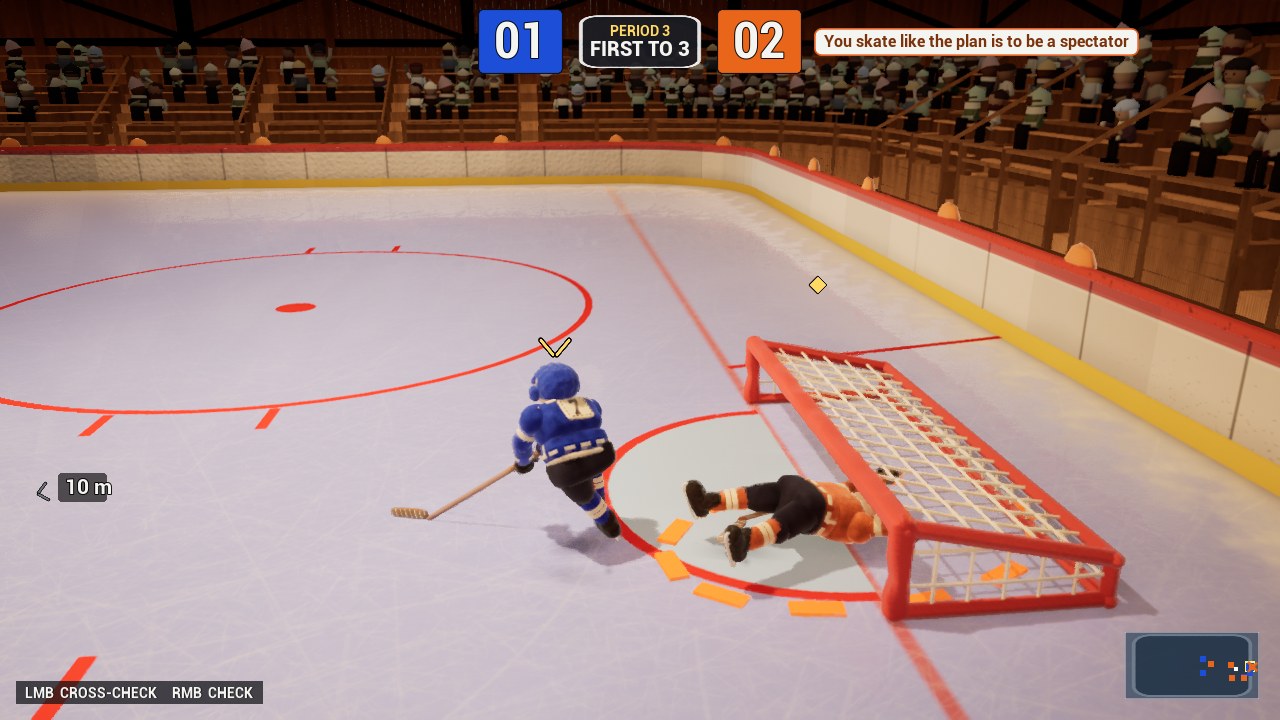 01
PERIOD 3
FIRST TO 3
02
You skate like the plan is to be a spectator
7
10 m
LMB CROSS-CHECK RMB CHECK